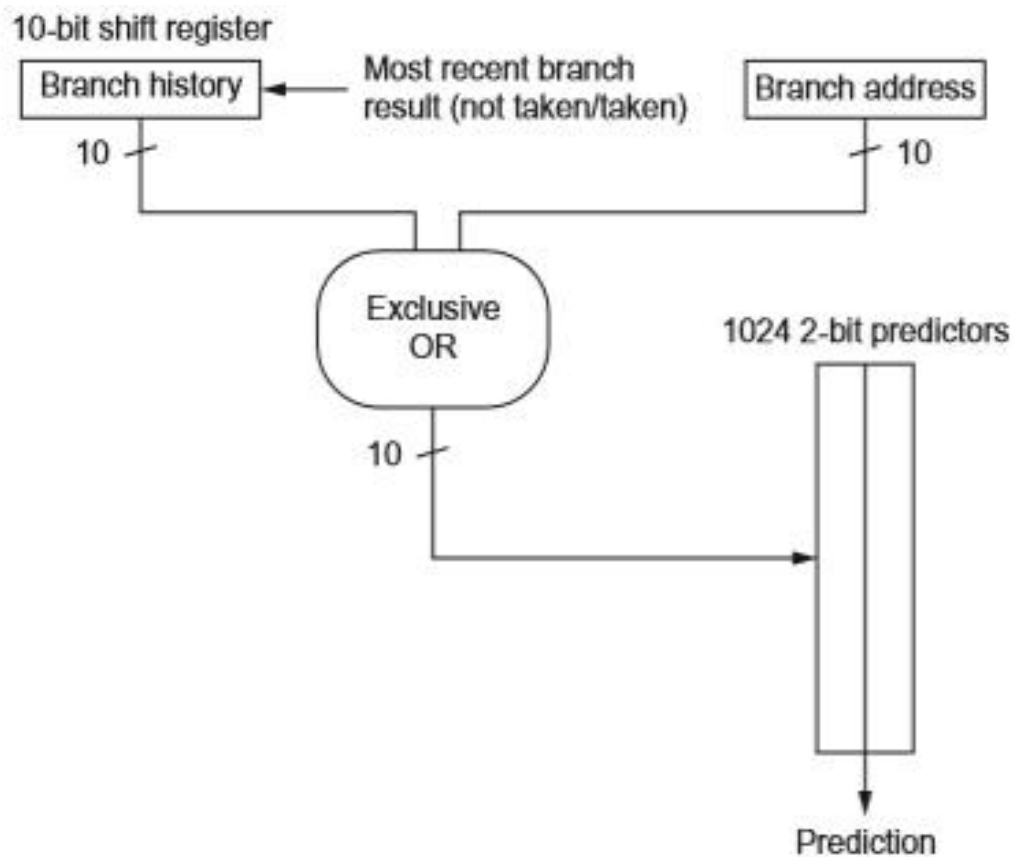 10-bit shift register
Branch history
Most recent branch
result (not taken/taken)
Branch address
10
10
Exclusive
OR
1024 2-bit predictors
10
Prediction